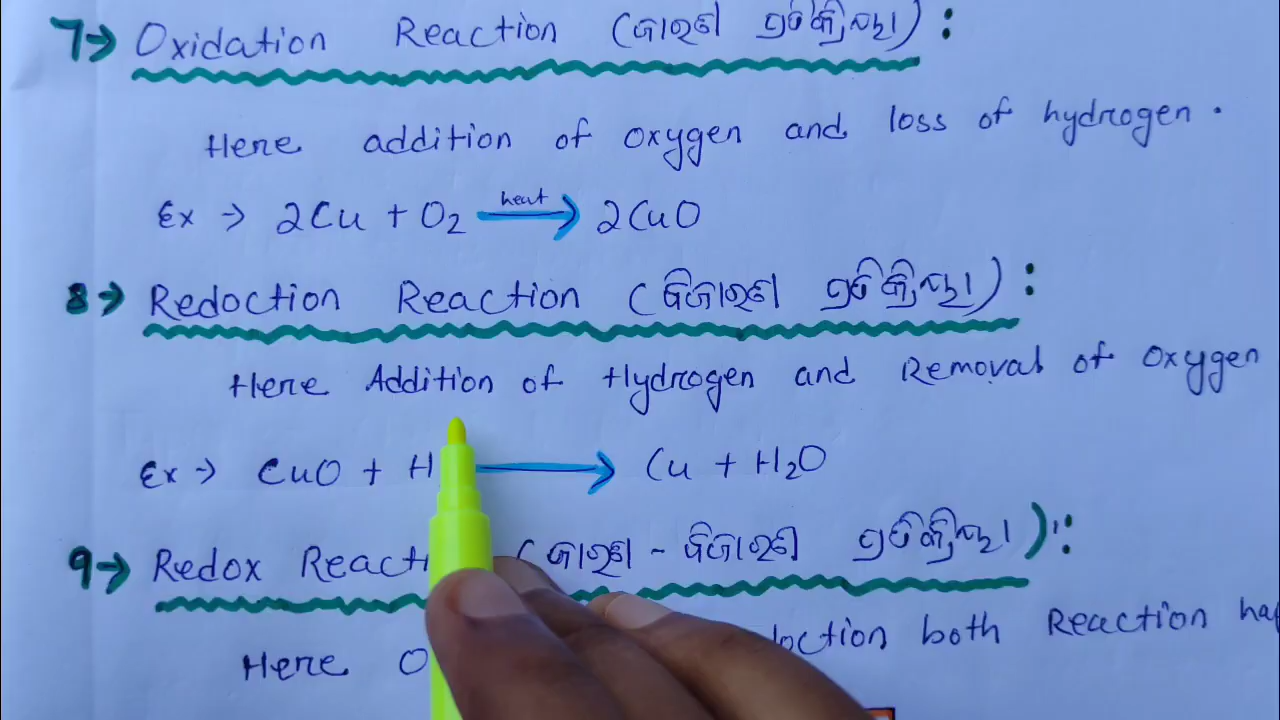 7→ Oxidation Reaction (ଜାରଣ ପ୍ରତିକ୍ରିୟା) :
Here addition of oxygen and loss of hydrogen.
Ex → 2Cu + O₂ heat→ 2CuO
8→ Redoction Reaction (ବିଜାରଣ ପ୍ରତିକ୍ରିୟା) :
Here Addition of Hydrogen and Removal of Oxygen
Ex → CuO + H → Cu + H₂O
9→ Redox (ଜାରଣ - ବିଜାରଣ ପ୍ରତିକ୍ରିୟା) :
Here both Reaction